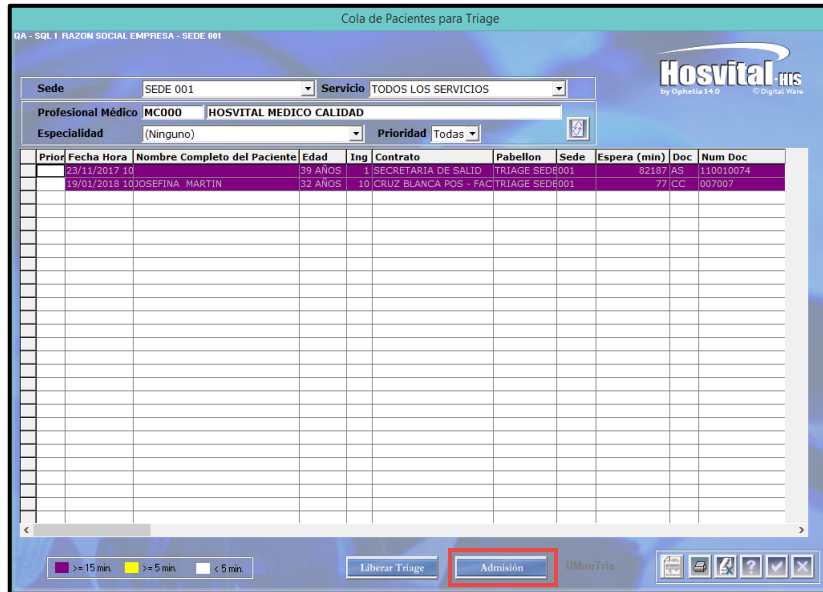 Cola de Pacientes para Triage
QA - SQL 1 RAZON SOCIAL EMPRESA - SEDE 001
Hosvital-HIS
by Ophelia 14.0 © Digital Ware
Sede SEDE 001 Servicio TODOS LOS SERVICIOS
Profesional Médico MC000 HOSVITAL MEDICO CALIDAD
Especialidad (Ninguno) Prioridad Todas
Prior Fecha Hora Nombre Completo del Paciente Edad Ing Contrato Pabellon Sede Espera (min) Doc Num Doc
23/11/2017 10 39 AÑOS 1 SECRETARIA DE SALID TRIAGE SEDE 001 82187 AS 110010074
19/01/2018 10 JOSEFINA MARTIN 32 AÑOS 10 CRUZ BLANCA POS - FAC TRIAGE SEDE 001 77 CC 007007
>= 15 min. >= 5 min. < 5 min. Liberar Triage Admisión UMnuTria